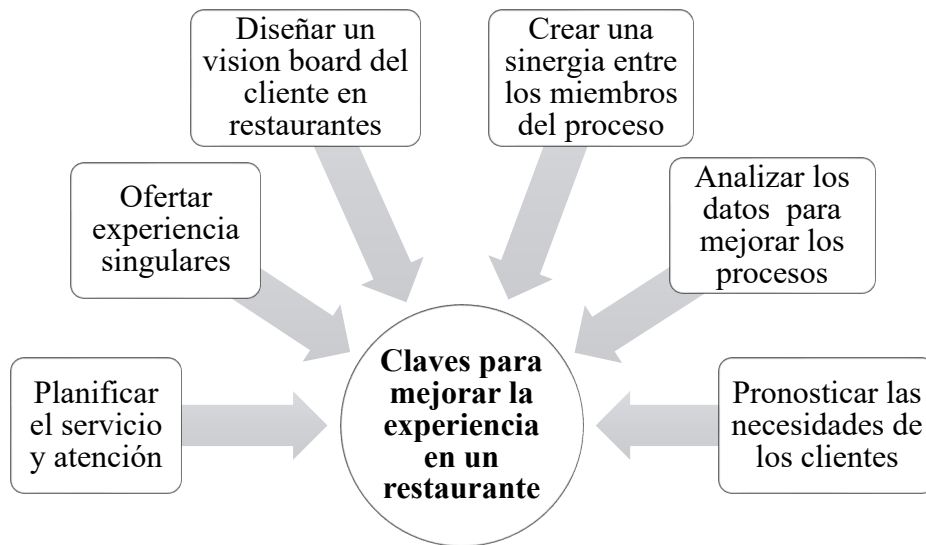 Diseñar un
vision board del
cliente en
restaurantes
Crear una
sinergia entre
los miembros
del proceso
Ofertar
experiencia
singulares
Analizar los
datos para
mejorar los
procesos
Planificar
el servicio
y atención
Claves para
mejorar la
experiencia
en un
restaurante
Pronosticar las
necesidades de
los clientes